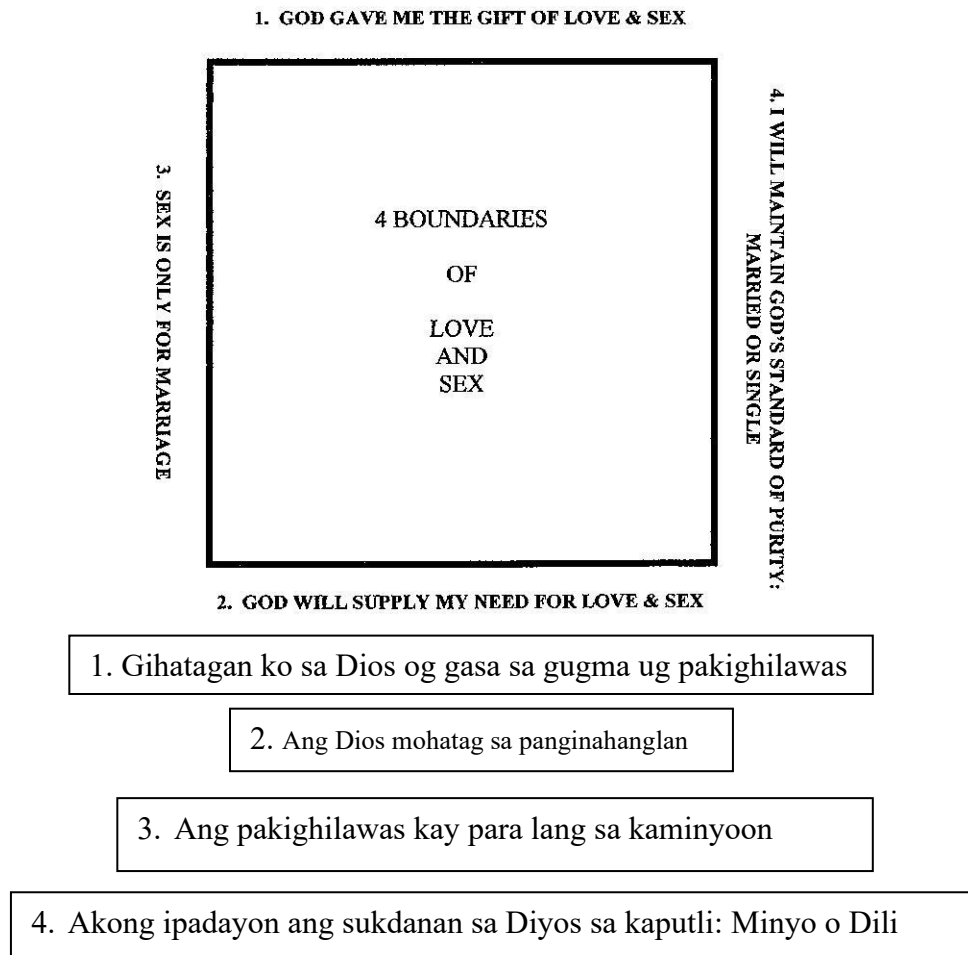 1. GOD GAVE ME THE GIFT OF LOVE & SEX
3. SEX IS ONLY FOR MARRIAGE
4 BOUNDARIES
OF
LOVE
AND
SEX
4. I WILL MAINTAIN GOD'S STANDARD OF PURITY:
MARRIED OR SINGLE
2. GOD WILL SUPPLY MY NEED FOR LOVE & SEX
1. Gihatagan ko sa Dios og gasa sa gugma ug pakighilawas
2. Ang Dios mohatag sa panginahanglan
3. Ang pakighilawas kay para lang sa kaminyoon
4. Akong ipadayon ang sukdanan sa Diyos sa kaputli: Minyo o Dili